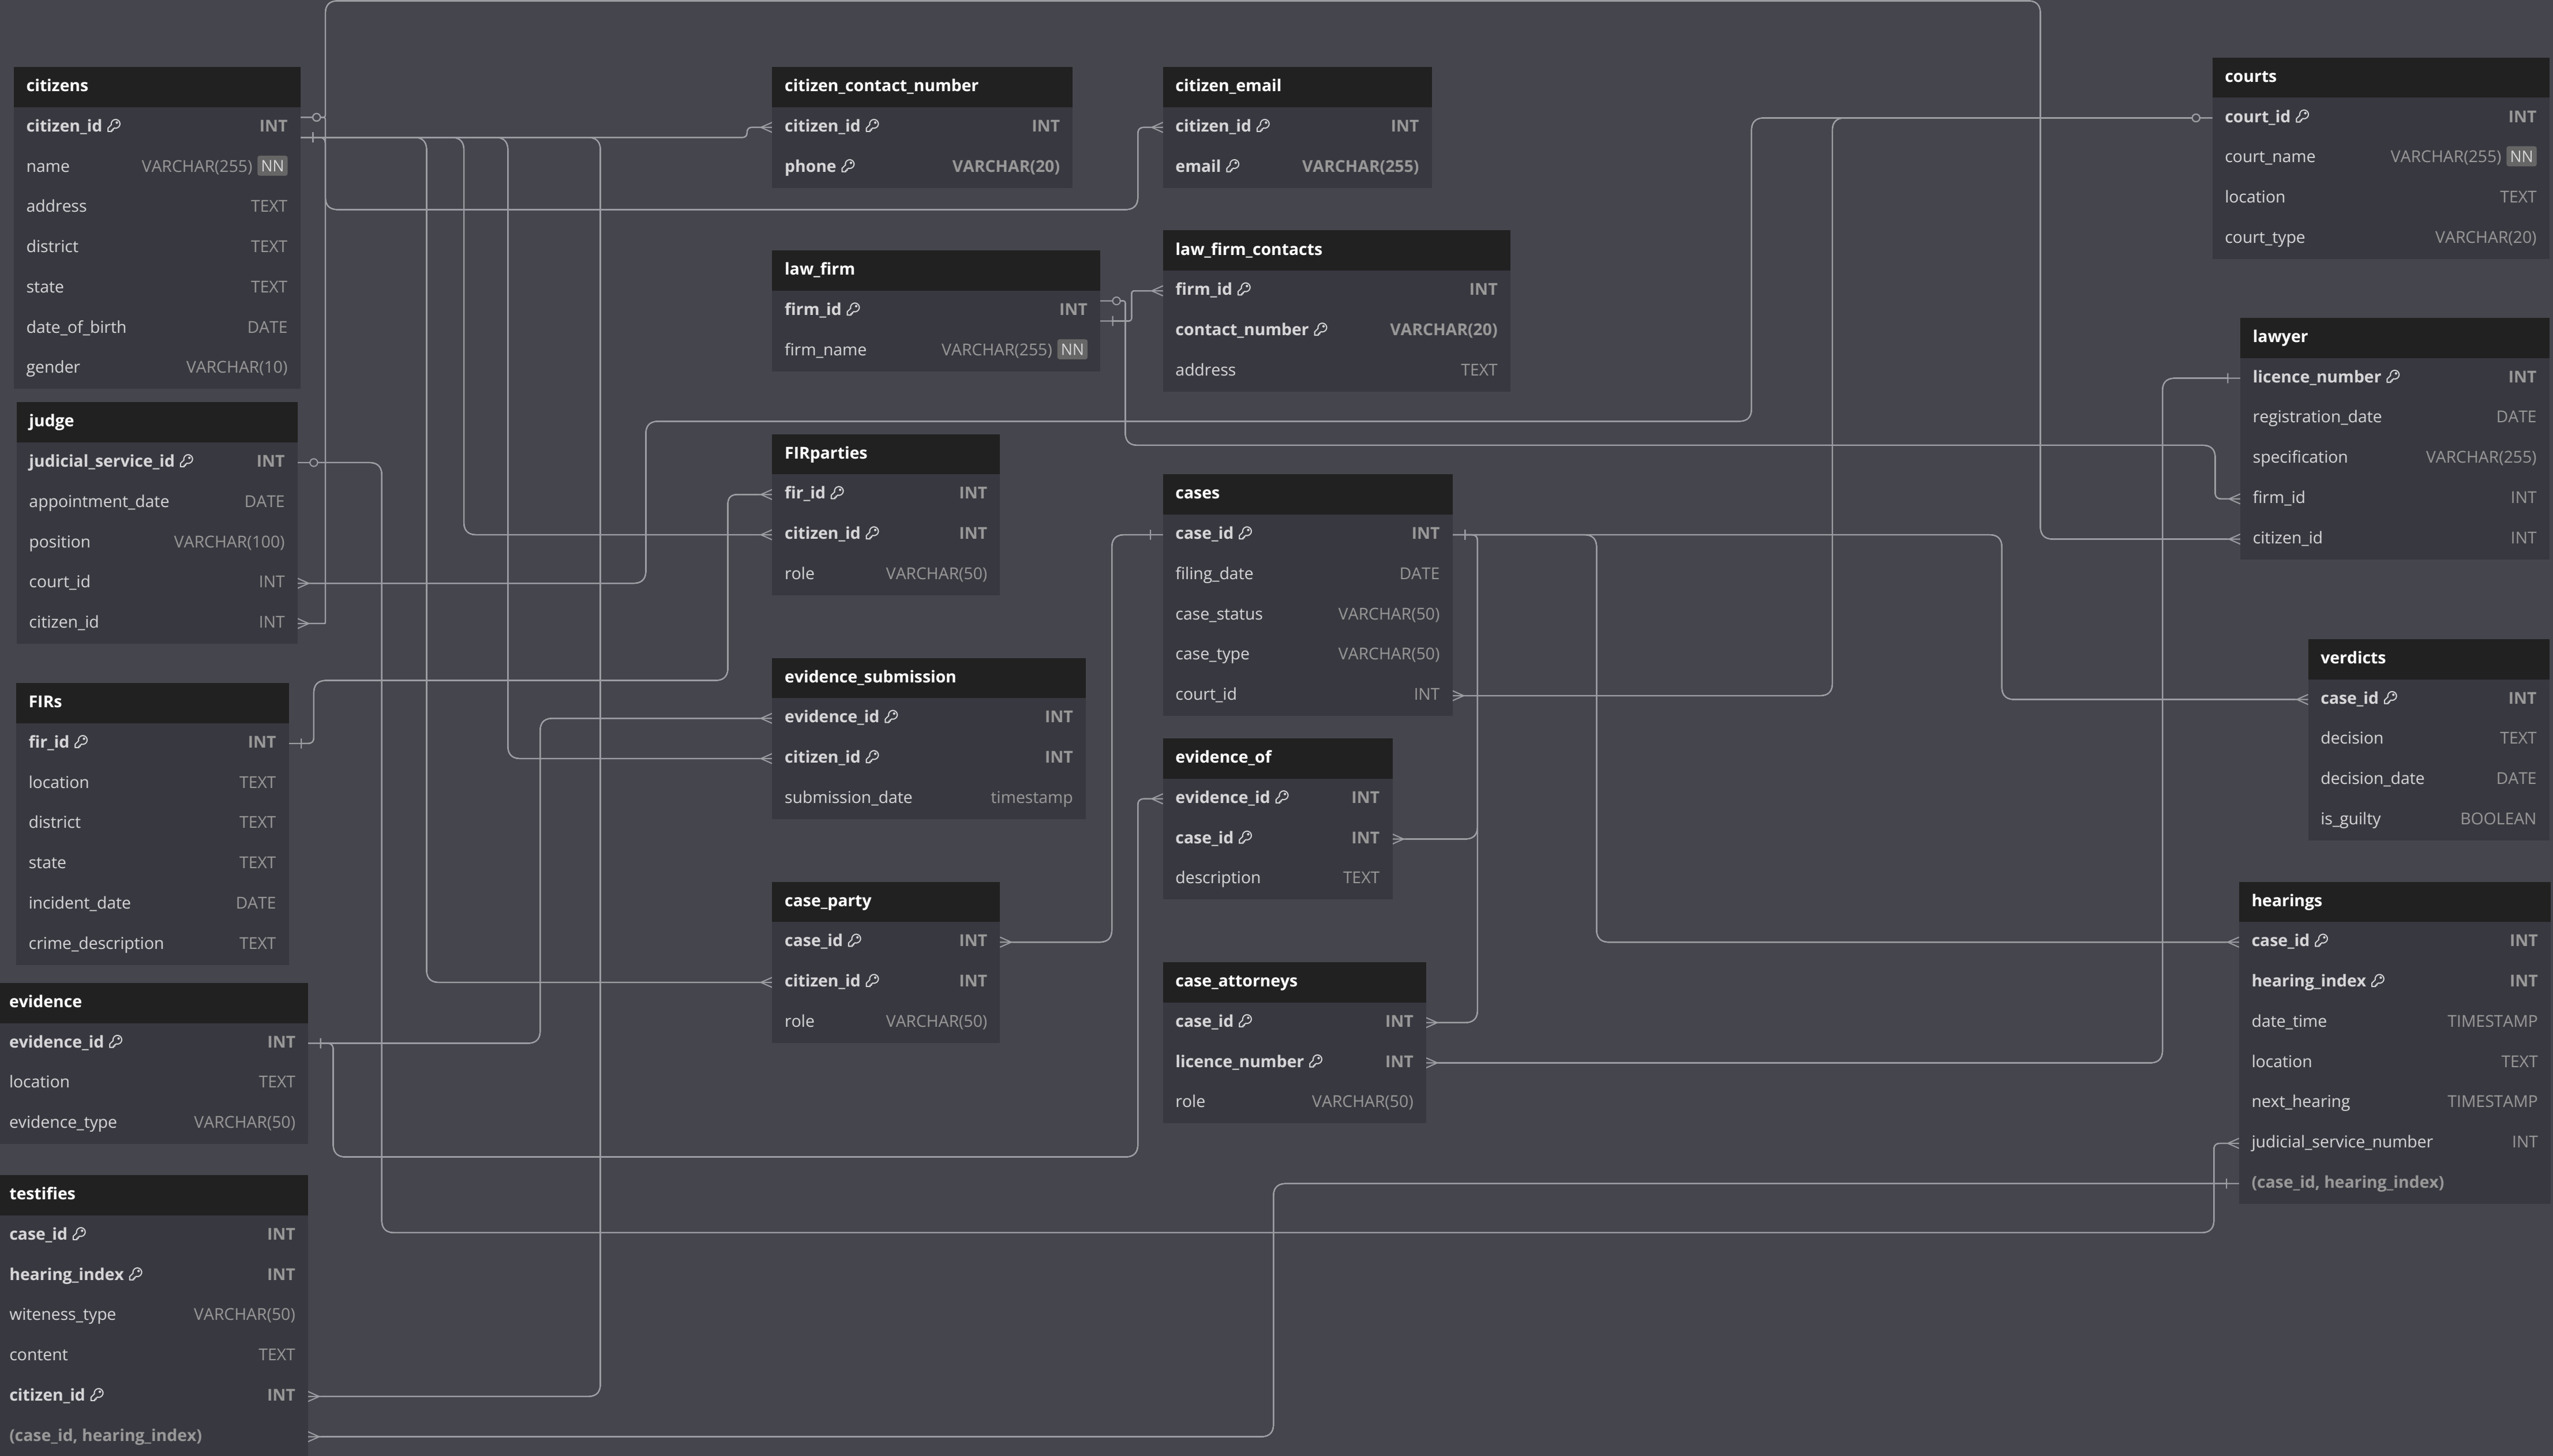 citizens
citizen_id INT
name VARCHAR(255) NN
address TEXT
district TEXT
state TEXT
date_of_birth DATE
gender VARCHAR(10)
judge
judicial_service_id INT
appointment_date DATE
position VARCHAR(100)
court_id INT
citizen_id INT
FIRs
fir_id INT
location TEXT
district TEXT
state TEXT
incident_date DATE
crime_description TEXT
evidence
evidence_id INT
location TEXT
evidence_type VARCHAR(50)
testifies
case_id INT
hearing_index INT
witeness_type VARCHAR(50)
content TEXT
citizen_id INT
(case_id, hearing_index)
citizen_contact_number
citizen_id INT
phone VARCHAR(20)
law_firm
firm_id INT
firm_name VARCHAR(255) NN
FIRparties
fir_id INT
citizen_id INT
role VARCHAR(50)
evidence_submission
evidence_id INT
citizen_id INT
submission_date timestamp
case_party
case_id INT
citizen_id INT
role VARCHAR(50)
citizen_email
citizen_id INT
email VARCHAR(255)
law_firm_contacts
firm_id INT
contact_number VARCHAR(20)
address TEXT
cases
case_id INT
filing_date DATE
case_status VARCHAR(50)
case_type VARCHAR(50)
court_id INT
evidence_of
evidence_id INT
case_id INT
description TEXT
case_attorneys
case_id INT
licence_number INT
role VARCHAR(50)
courts
court_id INT
court_name VARCHAR(255) NN
location TEXT
court_type VARCHAR(20)
lawyer
licence_number INT
registration_date DATE
specification VARCHAR(255)
firm_id INT
citizen_id INT
verdicts
case_id INT
decision TEXT
decision_date DATE
is_guilty BOOLEAN
hearings
case_id INT
hearing_index INT
date_time TIMESTAMP
location TEXT
next_hearing TIMESTAMP
judicial_service_number INT
(case_id, hearing_index)